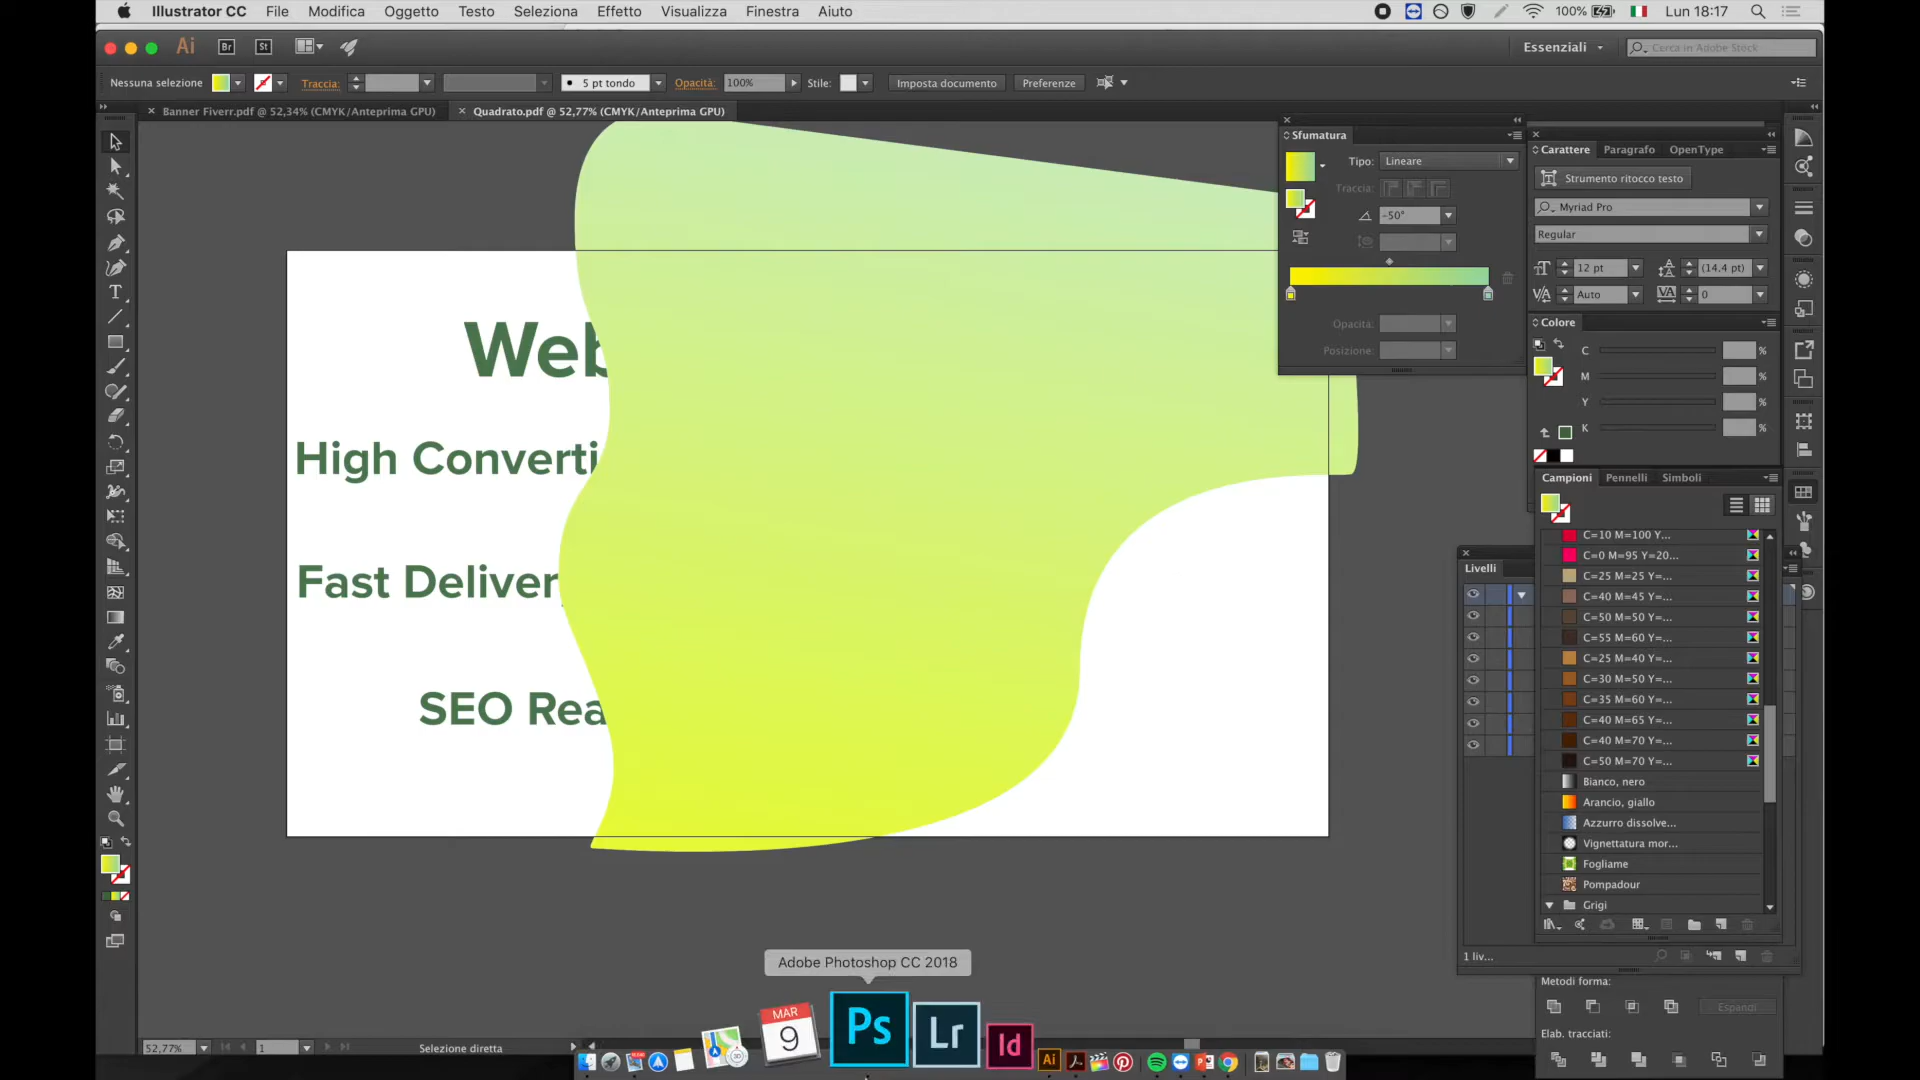 Illustrator CC File Modifica Oggetto Testo Seleziona Effetto Visualizza Finestra Aiuto 100% Lun 18:17
Ai Br St Essenziali Cerca in Adobe Stock
Nessuna selezione Traccia: 5 pt tondo Opacità: 100% Stile: Imposta documento Preferenze
Banner Fiverr.pdf @ 52,34% (CMYK/Anteprima GPU) Quadrato.pdf @ 52,77% (CMYK/Anteprima GPU)
Sfumatura
Tipo: Lineare
Traccia:
-50°
Opacità:
Posizione:
Carattere Paragrafo OpenType
Strumento ritocco testo
Myriad Pro
Regular
12 pt (14,4 pt)
Auto 0
Colore
C %
M %
Y %
K %
Campioni Pennelli Simboli
C=10 M=100 Y...
C=0 M=95 Y=20...
C=25 M=25 Y=...
C=40 M=45 Y=...
C=50 M=50 Y=...
C=55 M=60 Y=...
C=25 M=40 Y=...
C=30 M=50 Y=...
C=35 M=60 Y=...
C=40 M=65 Y=...
C=40 M=70 Y=...
C=50 M=70 Y=...
Bianco, nero
Arancio, giallo
Azzurro dissolve...
Vignettatura mor...
Fogliame
Pompadour
Grigi
Livelli
1 liv...
Metodi forma:
Espandi
Elab. tracciati:
Web
High Converti
Fast Deliver
SEO Rea
Adobe Photoshop CC 2018
MAR
9
Ps
Lr
Id
Ai
52,77% 1 Selezione diretta